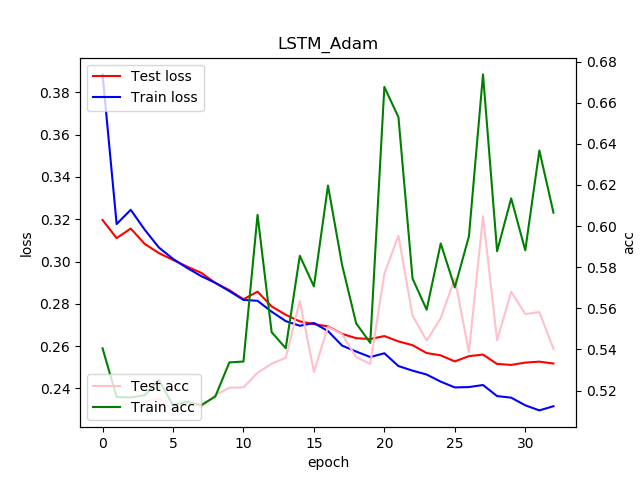 LSTM_Adam
Test loss
Train loss
Test acc
Train acc
loss
0.38
0.36
0.34
0.32
0.30
0.28
0.26
0.24
0.68
0.66
0.64
0.62
0.60
0.58
0.56
0.54
0.52
acc
0 5 10 15 20 25 30
epoch